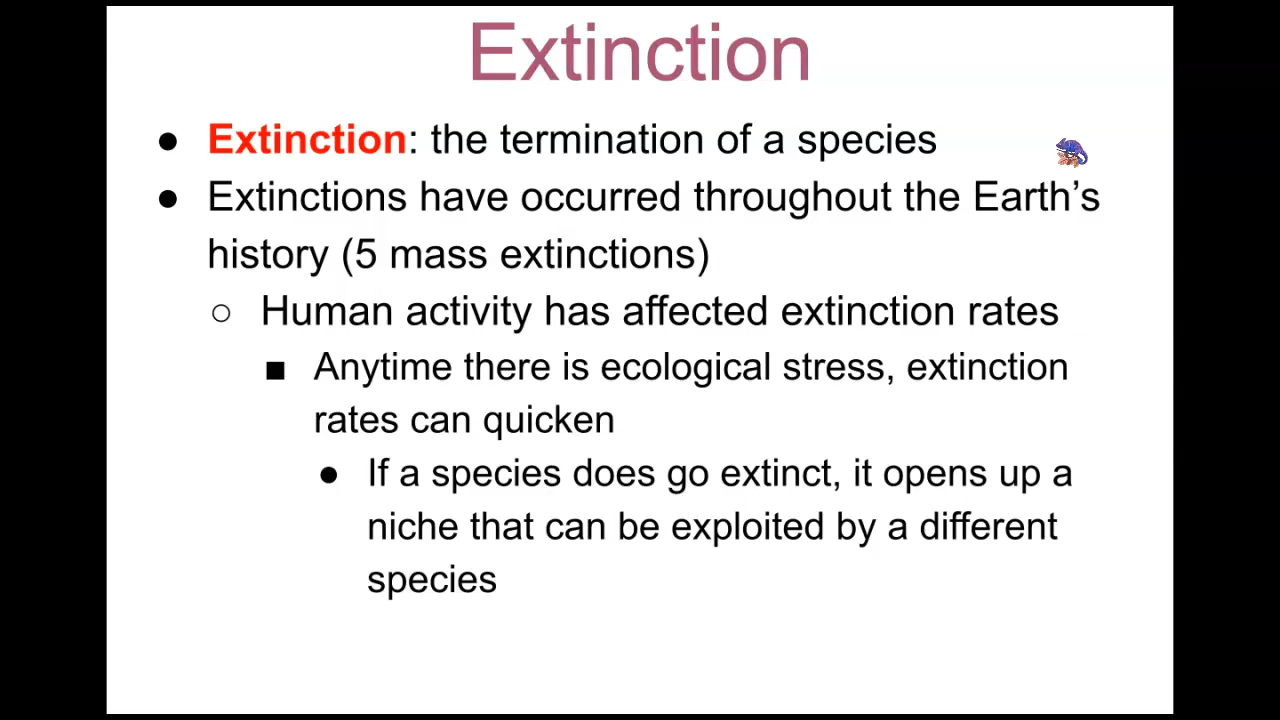 Extinction
● Extinction: the termination of a species
● Extinctions have occurred throughout the Earth’s
history (5 mass extinctions)
○ Human activity has affected extinction rates
■ Anytime there is ecological stress, extinction
rates can quicken
● If a species does go extinct, it opens up a
niche that can be exploited by a different
species